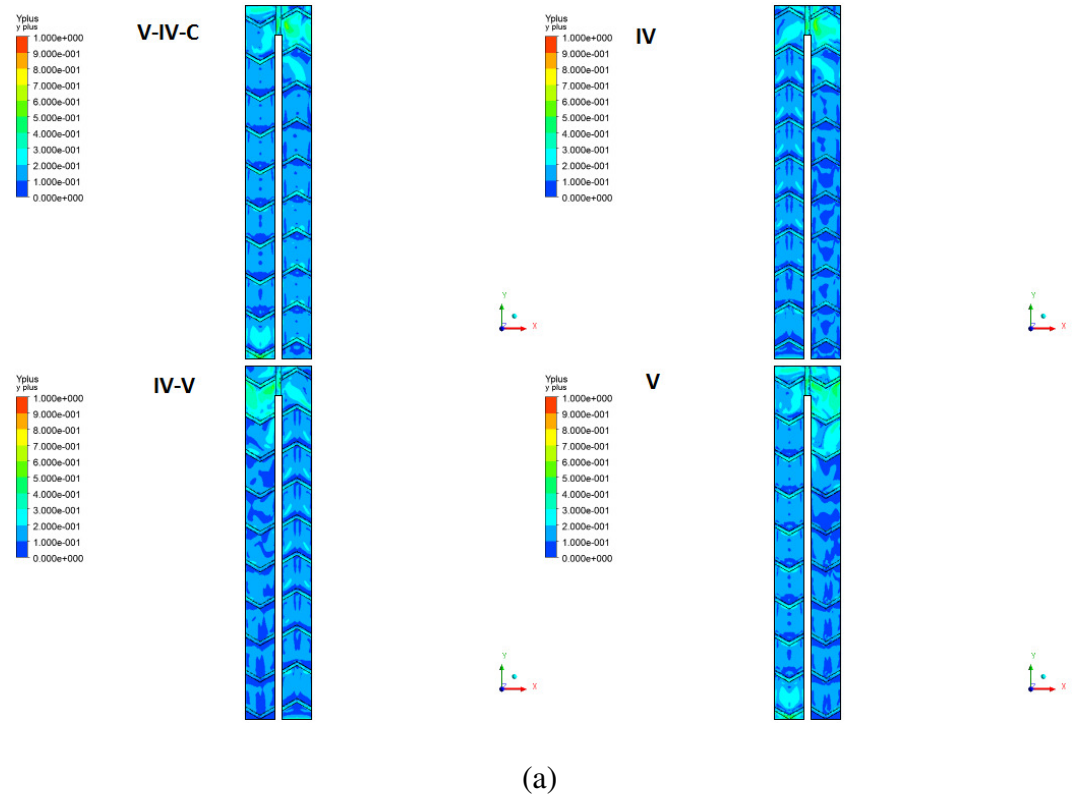 Yplus
y plus
1.000e+000
9.000e-001
8.000e-001
7.000e-001
6.000e-001
5.000e-001
4.000e-001
3.000e-001
2.000e-001
1.000e-001
0.000e+000
V-IV-C
Y
X
Z
Yplus
y plus
1.000e+000
9.000e-001
8.000e-001
7.000e-001
6.000e-001
5.000e-001
4.000e-001
3.000e-001
2.000e-001
1.000e-001
0.000e+000
IV
Y
X
Z
Yplus
y plus
1.000e+000
9.000e-001
8.000e-001
7.000e-001
6.000e-001
5.000e-001
4.000e-001
3.000e-001
2.000e-001
1.000e-001
0.000e+000
IV-V
Y
X
Z
Yplus
y plus
1.000e+000
9.000e-001
8.000e-001
7.000e-001
6.000e-001
5.000e-001
4.000e-001
3.000e-001
2.000e-001
1.000e-001
0.000e+000
V
Y
X
Z
(a)